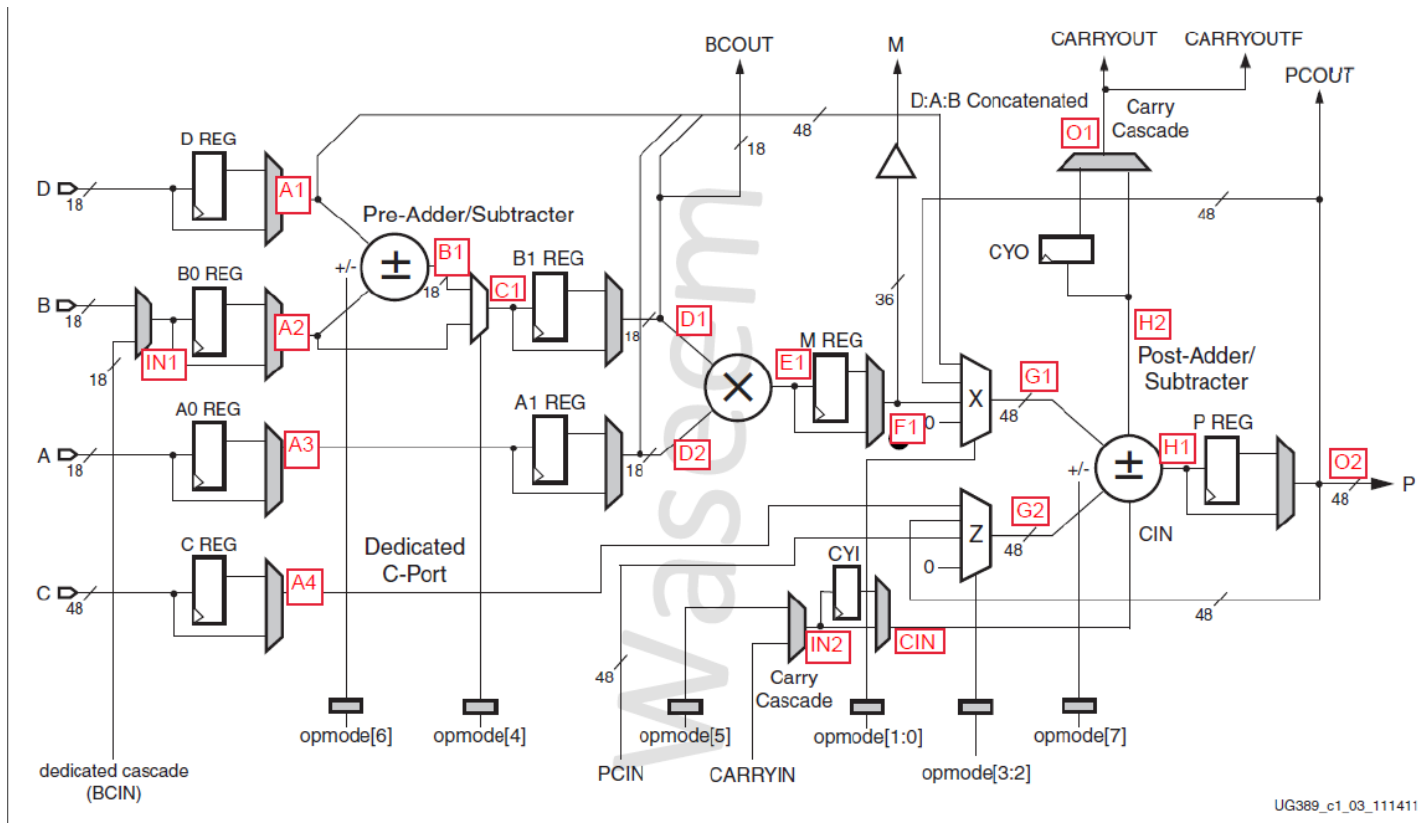 BCOUT
M
CARRYOUT
CARRYOUTF
PCOUT
D:A:B Concatenated
Carry
Cascade
O1
48
18
D REG
D
18
A1
Pre-Adder/Subtracter
48
CYO
B0 REG
+/-
±
B1
18
B1 REG
C1
B
18
A2
IN1
18
18
D1
36
H2
Post-Adder/
Subtracter
M REG
E1
×
X
G1
48
F1
0
A0 REG
A1 REG
A
18
A3
18
D2
P REG
H1
+/-
±
O2
48
P
C REG
Dedicated
C-Port
C
48
A4
Z
G2
48
0
CIN
CYI
48
IN2
CIN
48
Carry
Cascade
opmode[6]
opmode[4]
opmode[5]
opmode[1:0]
opmode[7]
dedicated cascade
(BCIN)
PCIN
CARRYIN
opmode[3:2]
UG389_c1_03_111411
Waseem